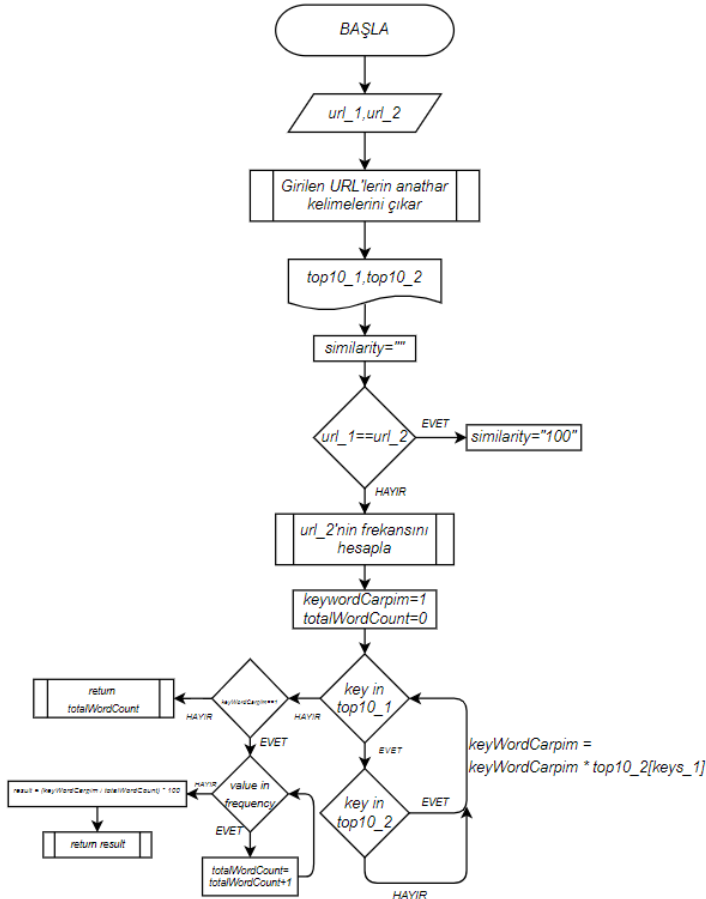 BAŞLA
url_1,url_2
Girilen URL'lerin anathar
kelimelerini çıkar
top10_1,top10_2
similarity=""
url_1==url_2
EVET
similarity="100"
HAYIR
url_2'nin frekansını
hesapla
keywordCarpim=1
totalWordCount=0
key in
top10_1
HAYIR
keyWordCarpim==1
HAYIR
return
totalWordCount
EVET
EVET
keyWordCarpim =
keyWordCarpim * top10_2[keys_1]
key in
top10_2
EVET
HAYIR
value in
frequency
HAYIR
result = (keyWordCarpim / totalWordCount) * 100
return result
EVET
totalWordCount=
totalWordCount+1